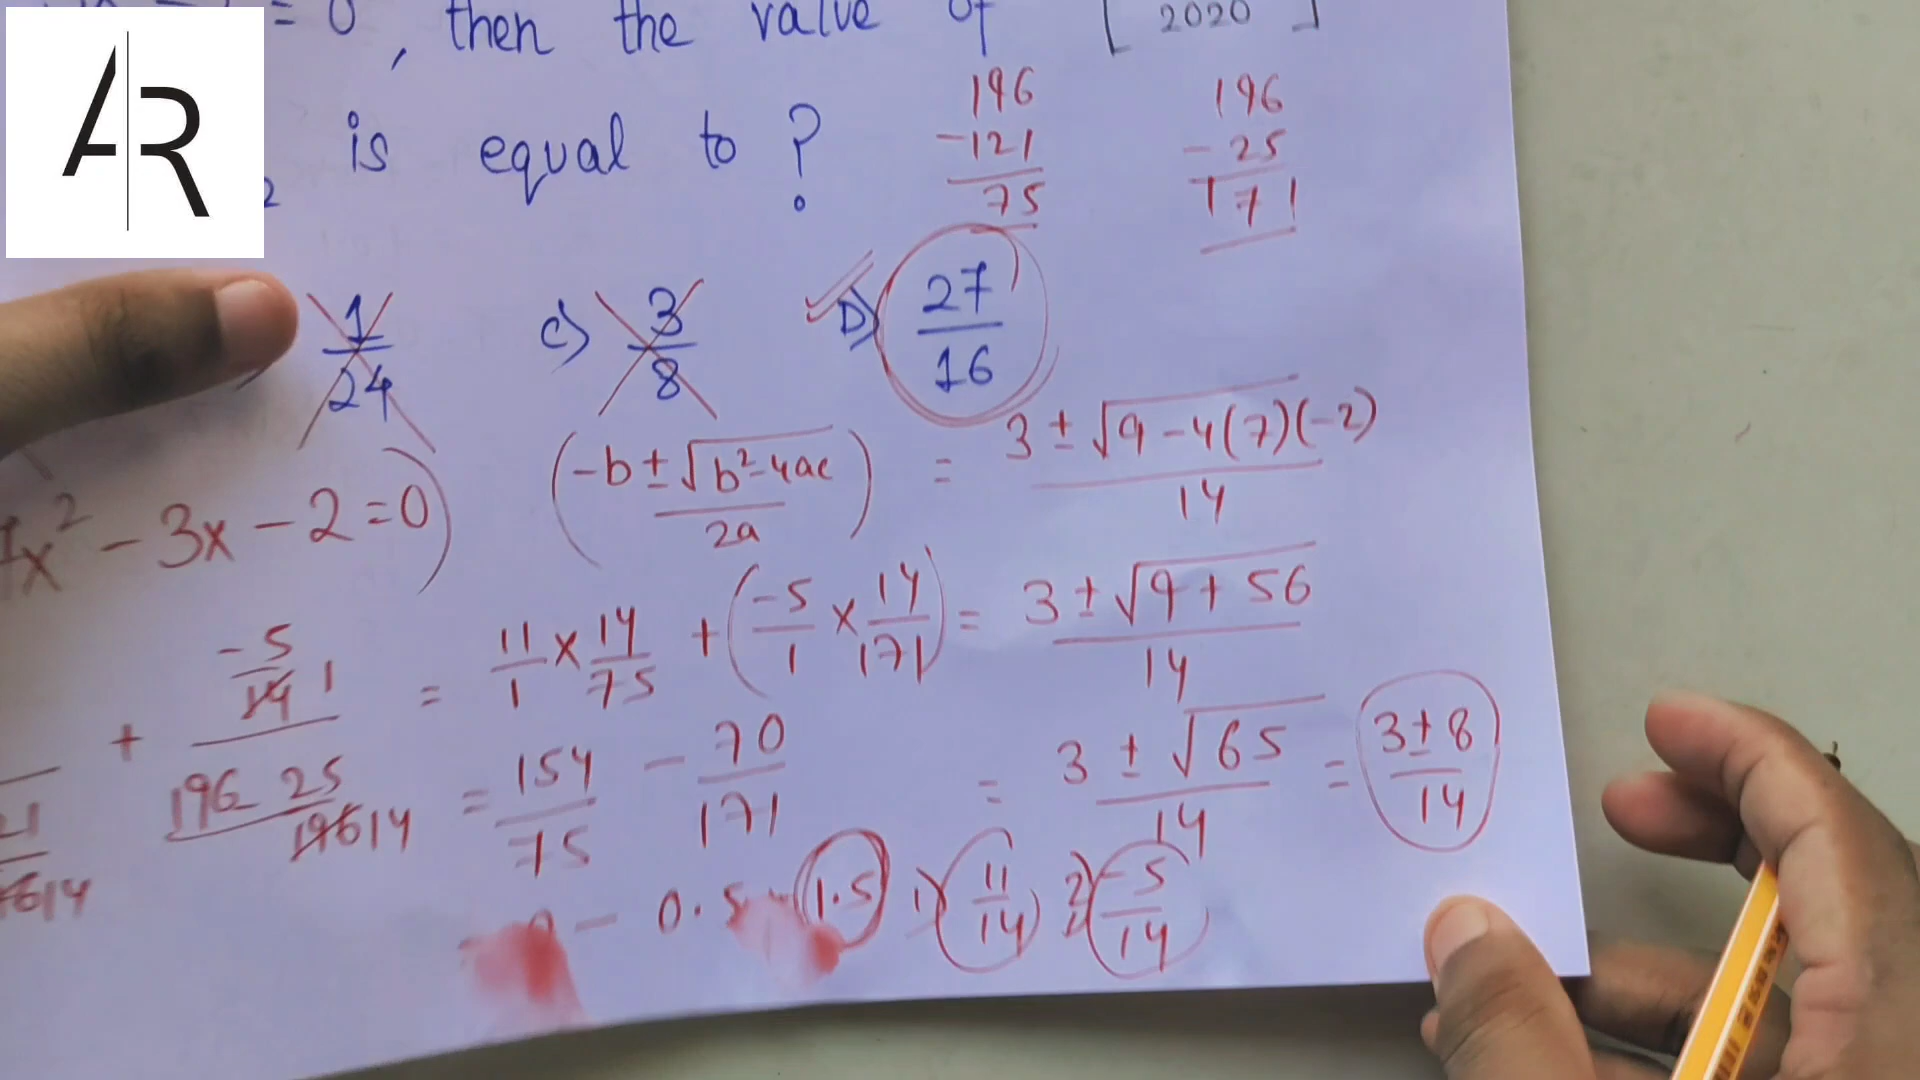 AR
= 0 , then the value of [ 2020 ]
2 is equal to ?
196 - 121 75
196 - 25 171
1/24 c) 3/8 D) 27/16
x² - 3x - 2 = 0) (-b ± √b² - 4ac / 2a) = 3 ± √9 - 4(7)(-2) / 14
= 3 ± √9 + 56 / 14
+ -5/14 / 196 25/196 14 = 11/1 × 14/75 + (-5/1 × 14/171)
= 154/75 - 70/171
= 3 ± √65 / 14 = 3 ± 8 / 14
14
- 0.5 1.5 1) 11/14 2) -5/14